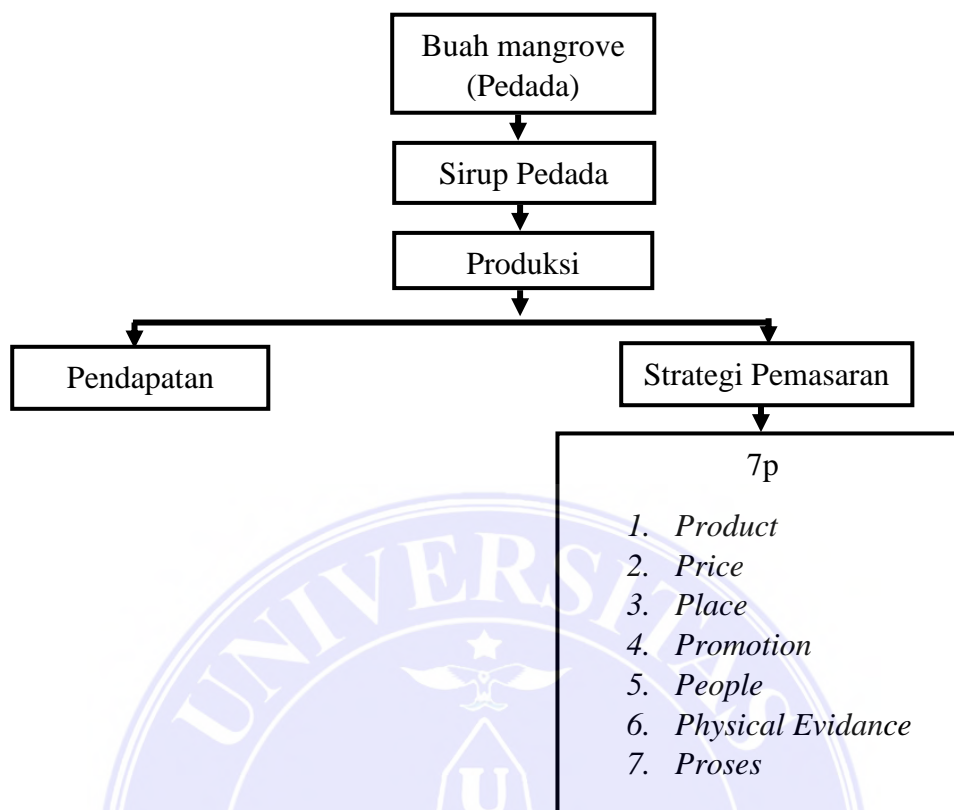 Buah mangrove
(Pedada)
Sirup Pedada
Produksi
Pendapatan
Strategi Pemasaran
7p
1. Product
2. Price
3. Place
4. Promotion
5. People
6. Physical Evidance
7. Proses
UNIVERSITAS
U